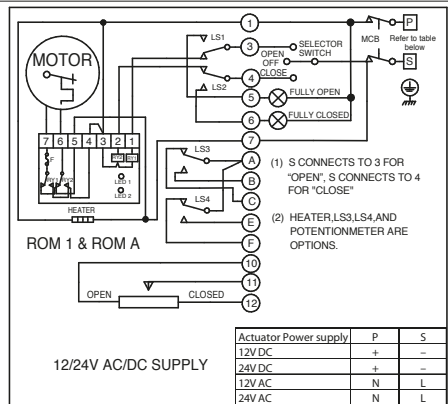 1
P
LS1
MCB
Refer to table
below
3
SELECTOR
SWITCH
OPEN
OFF
S
MOTOR
4
CLOSE
LS2
5
FULLY OPEN
6
FULLY CLOSED
7
7 6 5 4 3 2 1
RY2 RY1
F
RY1 RY2
LED 1
LED 2
LS3
A
B
C
LS4
E
F
HEATER
ROM 1 & ROM A
(1) S CONNECTS TO 3 FOR
"OPEN", S CONNECTS TO 4
FOR "CLOSE"
(2) HEATER,LS3,LS4,AND
POTENTIONMETER ARE
OPTIONS.
10
11
12
OPEN
CLOSED
12/24V AC/DC SUPPLY
Actuator Power supply P S
12V DC + –
24V DC + –
12V AC N L
24V AC N L